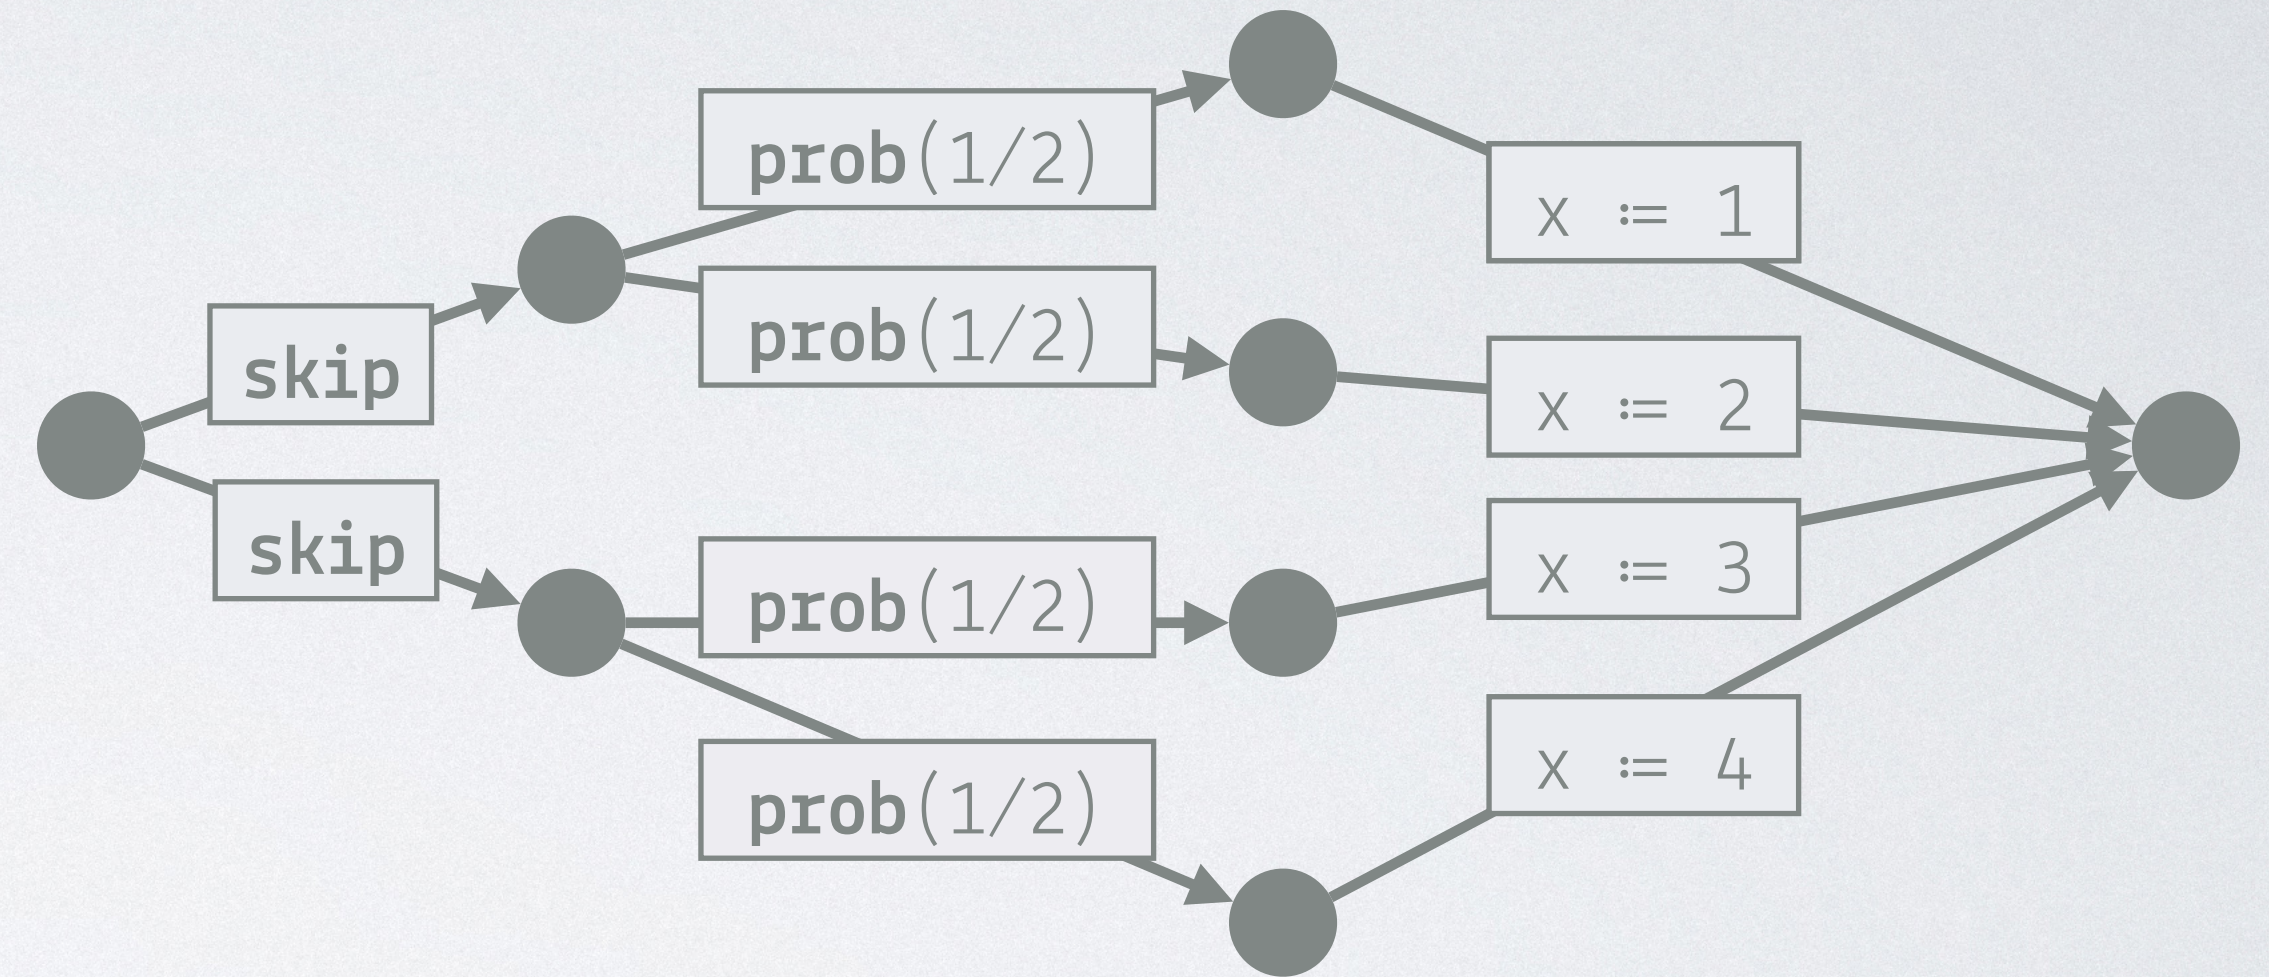 skip
skip
prob(1/2)
prob(1/2)
prob(1/2)
prob(1/2)
x := 1
x := 2
x := 3
x := 4